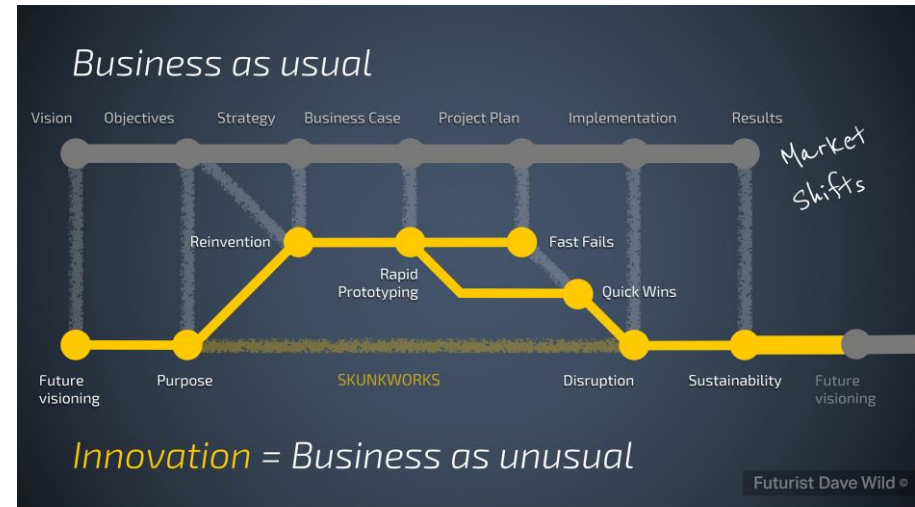 Business as usual
Vision Objectives Strategy Business Case Project Plan Implementation Results
Market
Shifts
Reinvention
Fast Fails
Rapid
Prototyping
Quick Wins
Future
visioning
Purpose
SKUNKWORKS
Disruption
Sustainability
Future
visioning
Innovation = Business as unusual
Futurist Dave Wild ©